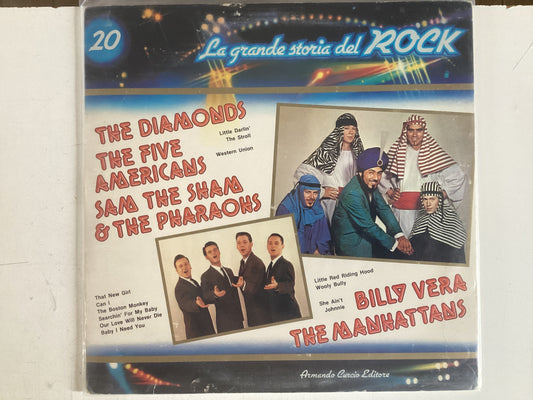 20
La grande storia del ROCK
THE DIAMONDS
Little Darlin'
The Stroll
THE FIVE
AMERICANS
Western Union
SAM THE SHAM
& THE PHARAOHS
Little Red Riding Hood
Wooly Bully
BILLY VERA
She Ain't
Johnnie
THE MANHATTANS
That New Girl
Can I
The Boston Monkey
Searchin' For My Baby
Our Love Will Never Die
Baby I Need You
Armando Curcio Editore